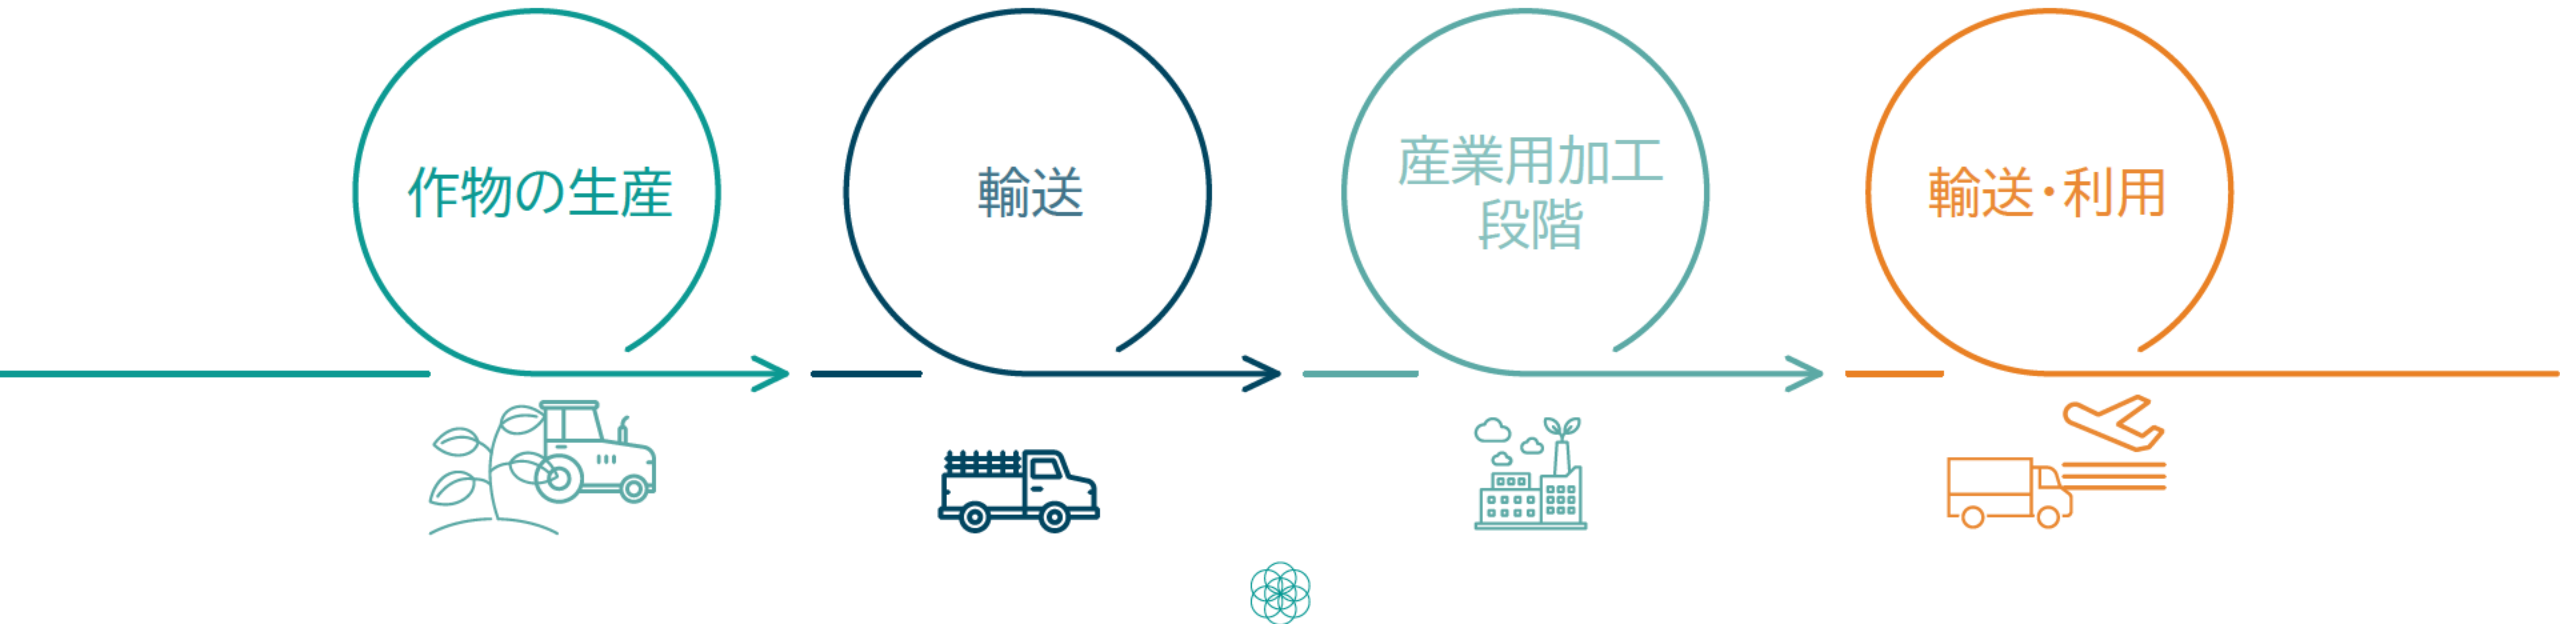 作物の生産
輸送
産業用加工
段階
輸送・利用